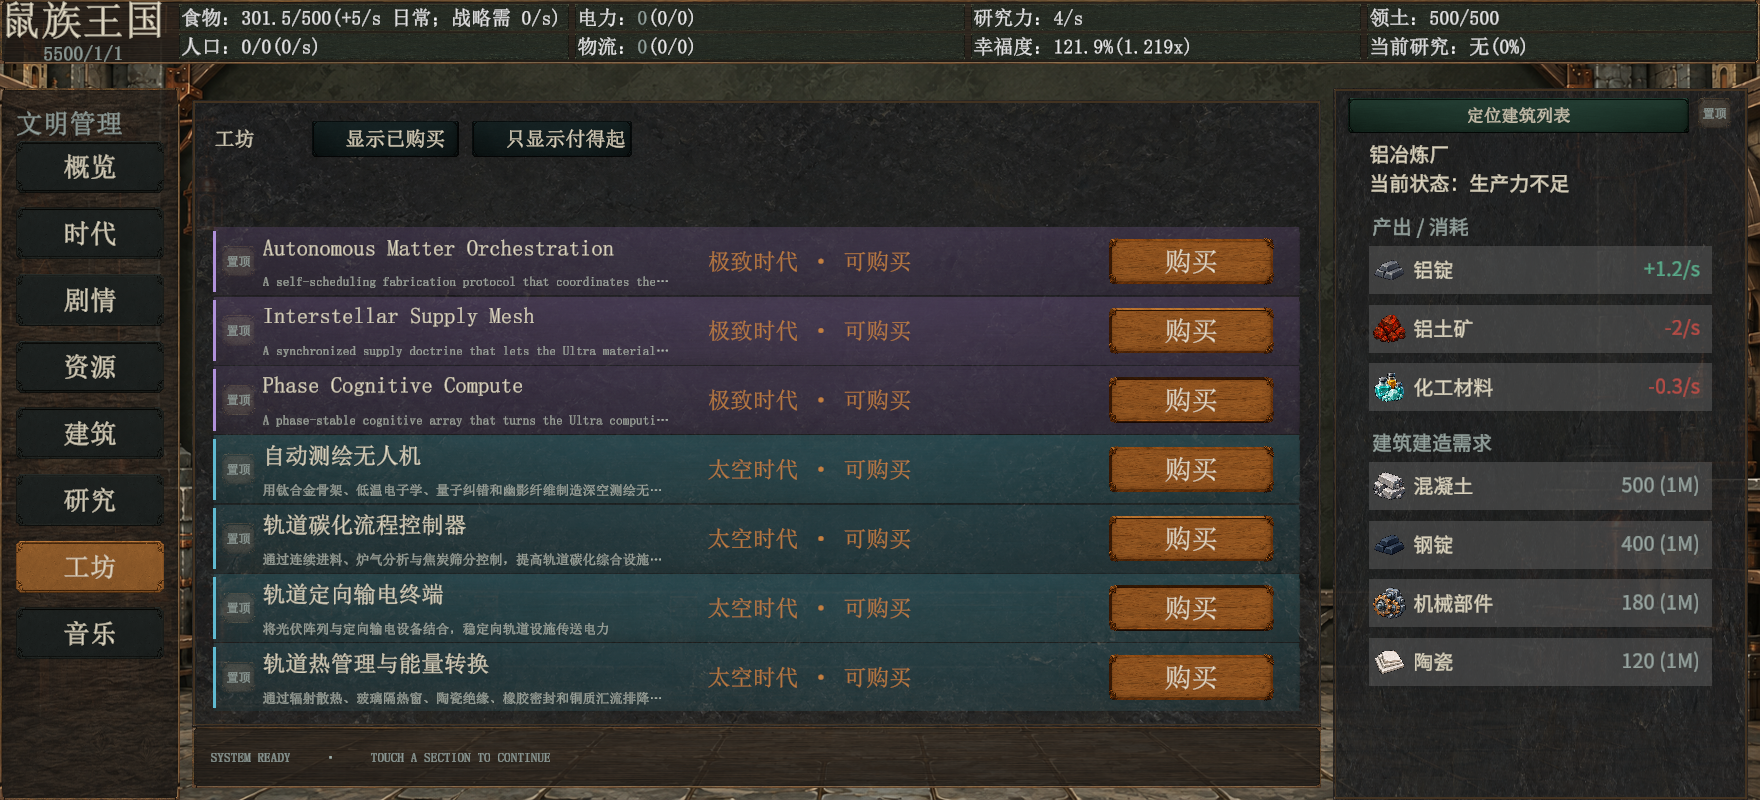 鼠族王国
5500/1/1
食物：301.5/500(+5/s 日常；战略需 0/s)
电力：0(0/0)
研究力：4/s
领土：500/500
人口：0/0(0/s)
物流：0(0/0)
幸福度：121.9%(1.219x)
当前研究：无(0%)
文明管理
概览
时代
剧情
资源
建筑
研究
工坊
音乐
工坊
显示已购买
只显示付得起
置顶
Autonomous Matter Orchestration
A self-scheduling fabrication protocol that coordinates the…
极致时代 · 可购买
购买
置顶
Interstellar Supply Mesh
A synchronized supply doctrine that lets the Ultra material…
极致时代 · 可购买
购买
置顶
Phase Cognitive Compute
A phase-stable cognitive array that turns the Ultra computi…
极致时代 · 可购买
购买
置顶
自动测绘无人机
用钛合金骨架、低温电子学、量子纠错和幽影纤维制造深空测绘无…
太空时代 · 可购买
购买
置顶
轨道碳化流程控制器
通过连续进料、炉气分析与焦炭筛分控制，提高轨道碳化综合设施…
太空时代 · 可购买
购买
置顶
轨道定向输电终端
将光伏阵列与定向输电设备结合，稳定向轨道设施传送电力
太空时代 · 可购买
购买
置顶
轨道热管理与能量转换
通过辐射散热、玻璃隔热窗、陶瓷绝缘、橡胶密封和铜质汇流排降…
太空时代 · 可购买
购买
SYSTEM READY · TOUCH A SECTION TO CONTINUE
定位建筑列表
置顶
铝冶炼厂
当前状态：生产力不足
产出 / 消耗
铝锭 +1.2/s
铝土矿 -2/s
化工材料 -0.3/s
建筑建造需求
混凝土 500 (1M)
钢锭 400 (1M)
机械部件 180 (1M)
陶瓷 120 (1M)